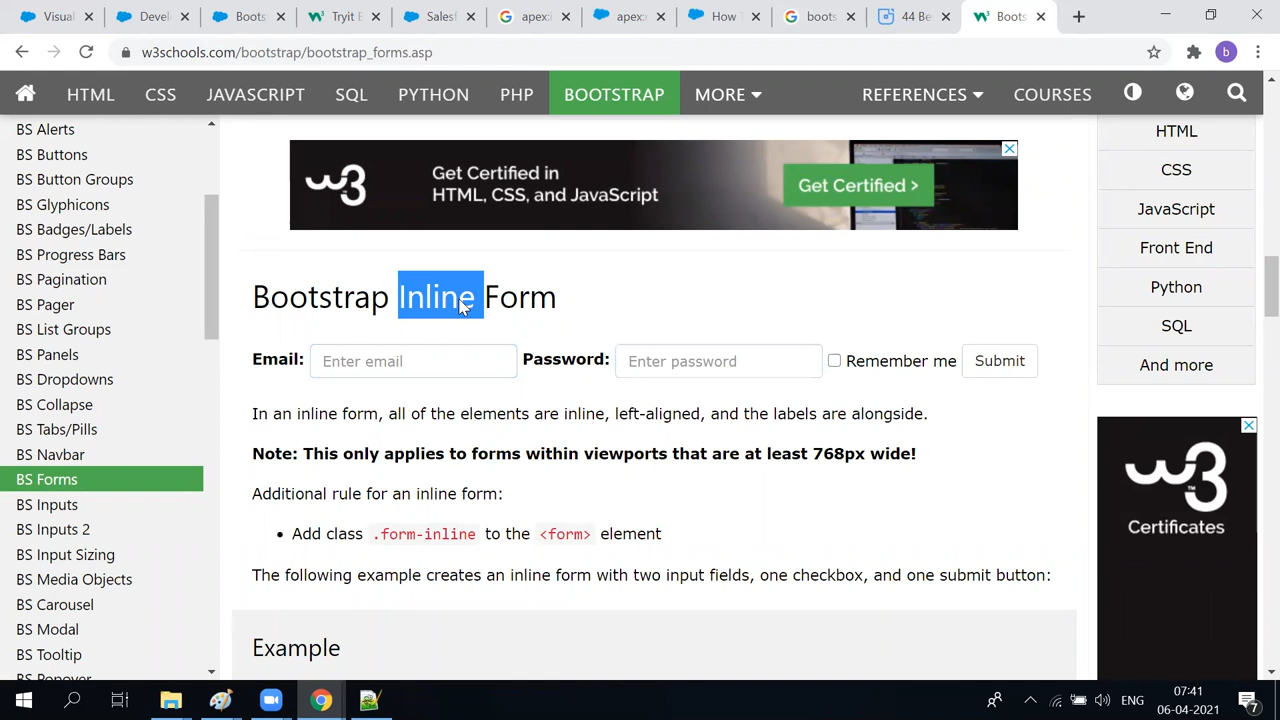 Visual
Devel
Boots
Tryit E
Salesf
apex:i
apex:
How T
boots
44 Be
Boots
w3schools.com/bootstrap/bootstrap_forms.asp
b
HTML CSS JAVASCRIPT SQL PYTHON PHP BOOTSTRAP MORE REFERENCES COURSES
BS Alerts
BS Buttons
BS Button Groups
BS Glyphicons
BS Badges/Labels
BS Progress Bars
BS Pagination
BS Pager
BS List Groups
BS Panels
BS Dropdowns
BS Collapse
BS Tabs/Pills
BS Navbar
BS Forms
BS Inputs
BS Inputs 2
BS Input Sizing
BS Media Objects
BS Carousel
BS Modal
BS Tooltip
BS Popover
w3
Get Certified in
HTML, CSS, and JavaScript
Get Certified >
Bootstrap Inline Form
Email: Enter email Password: Enter password Remember me Submit
In an inline form, all of the elements are inline, left-aligned, and the labels are alongside.
Note: This only applies to forms within viewports that are at least 768px wide!
Additional rule for an inline form:
• Add class .form-inline to the <form> element
The following example creates an inline form with two input fields, one checkbox, and one submit button:
Example
HTML
CSS
JavaScript
Front End
Python
SQL
And more
w3
Certificates
ENG
07:41
06-04-2021
7